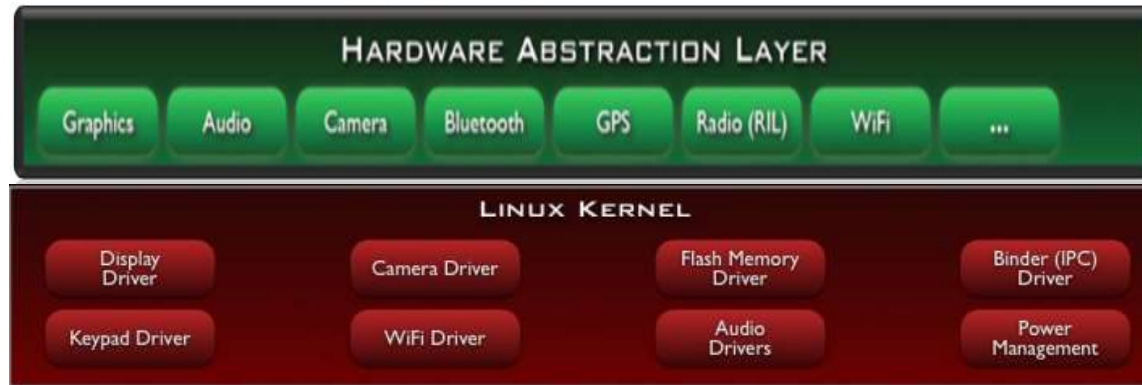 HARDWARE ABSTRACTION LAYER
Graphics
Audio
Camera
Bluetooth
GPS
Radio (RIL)
WiFi
...
LINUX KERNEL
Display
Driver
Camera Driver
Flash Memory
Driver
Binder (IPC)
Driver
Keypad Driver
WiFi Driver
Audio
Drivers
Power
Management